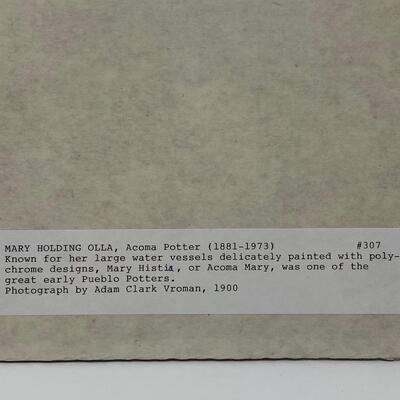 MARY HOLDING OLLA, Acoma Potter (1881-1973) #307
Known for her large water vessels delicately painted with poly-
chrome designs, Mary Histia, or Acoma Mary, was one of the
great early Pueblo Potters.
Photograph by Adam Clark Vroman, 1900